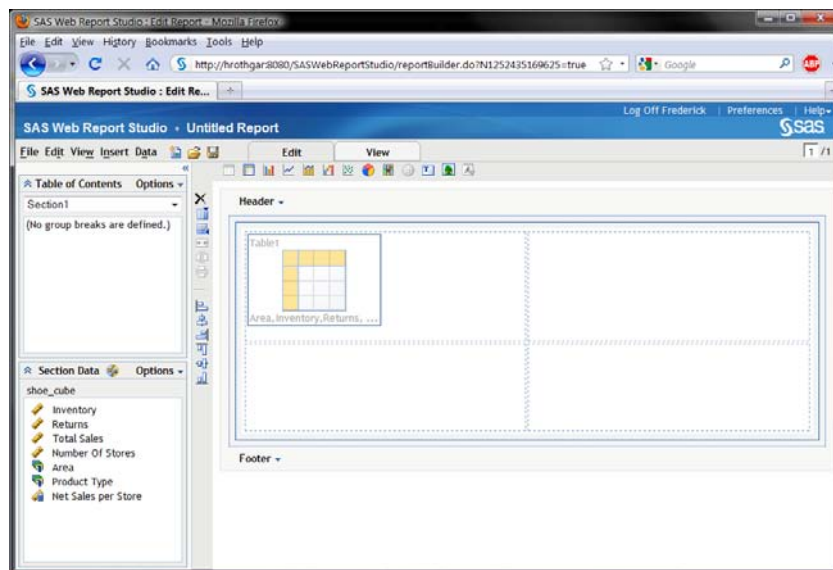 SAS Web Report Studio : Edit Report - Mozilla Firefox
File Edit View History Bookmarks Tools Help
http://hrothgar:8080/SASWebReportStudio/reportBuilder.do?N1252435169625=true
Google
ABP
SAS Web Report Studio : Edit Re...
Log Off Frederick | Preferences | Help
SAS Web Report Studio • Untitled Report
sas
File Edit View Insert Data
Edit
View
1 /1
Table of Contents Options
Section1
(No group breaks are defined.)
Header
Table1
Area, Inventory, Returns, ...
Section Data Options
shoe_cube
Inventory
Returns
Total Sales
Number Of Stores
Area
Product Type
Net Sales per Store
Footer